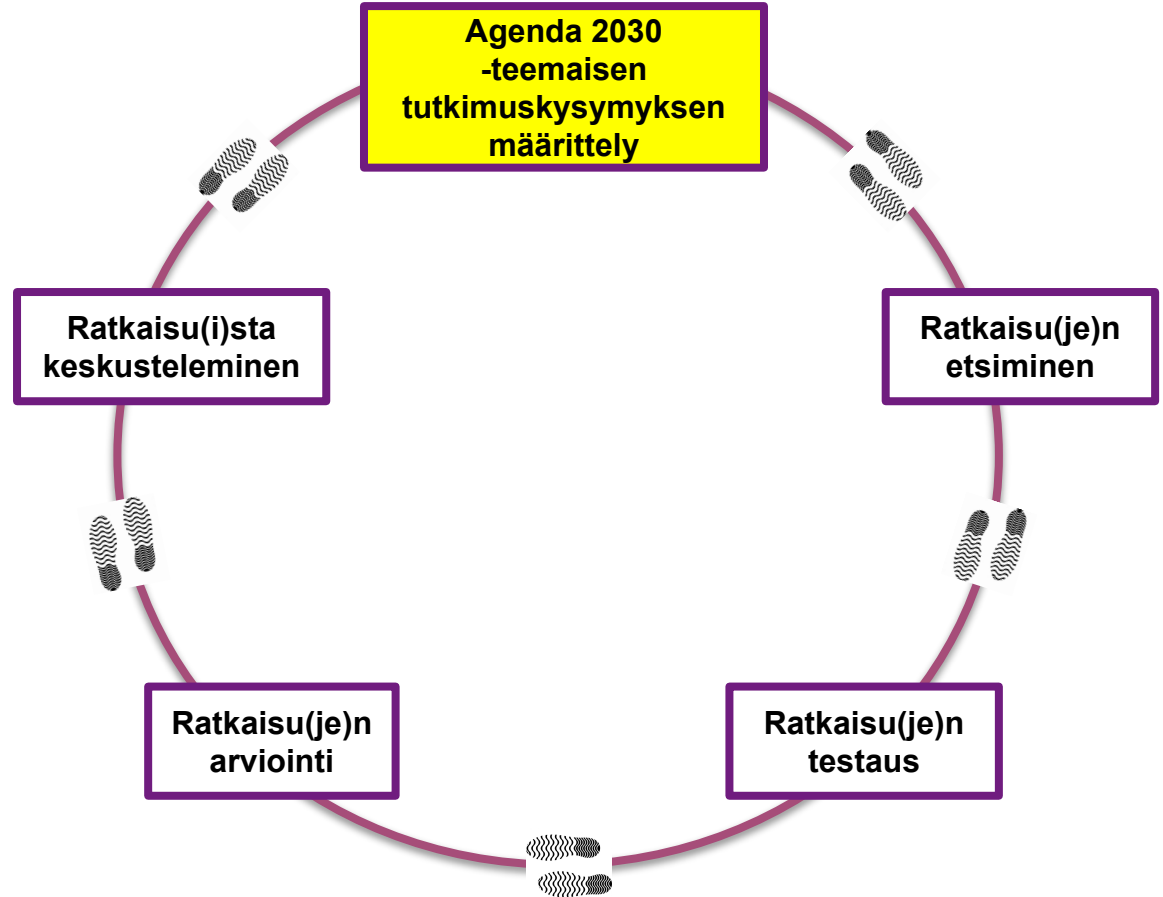 Agenda 2030
-teemaisen
tutkimuskysymyksen
määrittely
Ratkaisu(i)sta
keskusteleminen
Ratkaisu(je)n
etsiminen
Ratkaisu(je)n
arviointi
Ratkaisu(je)n
testaus